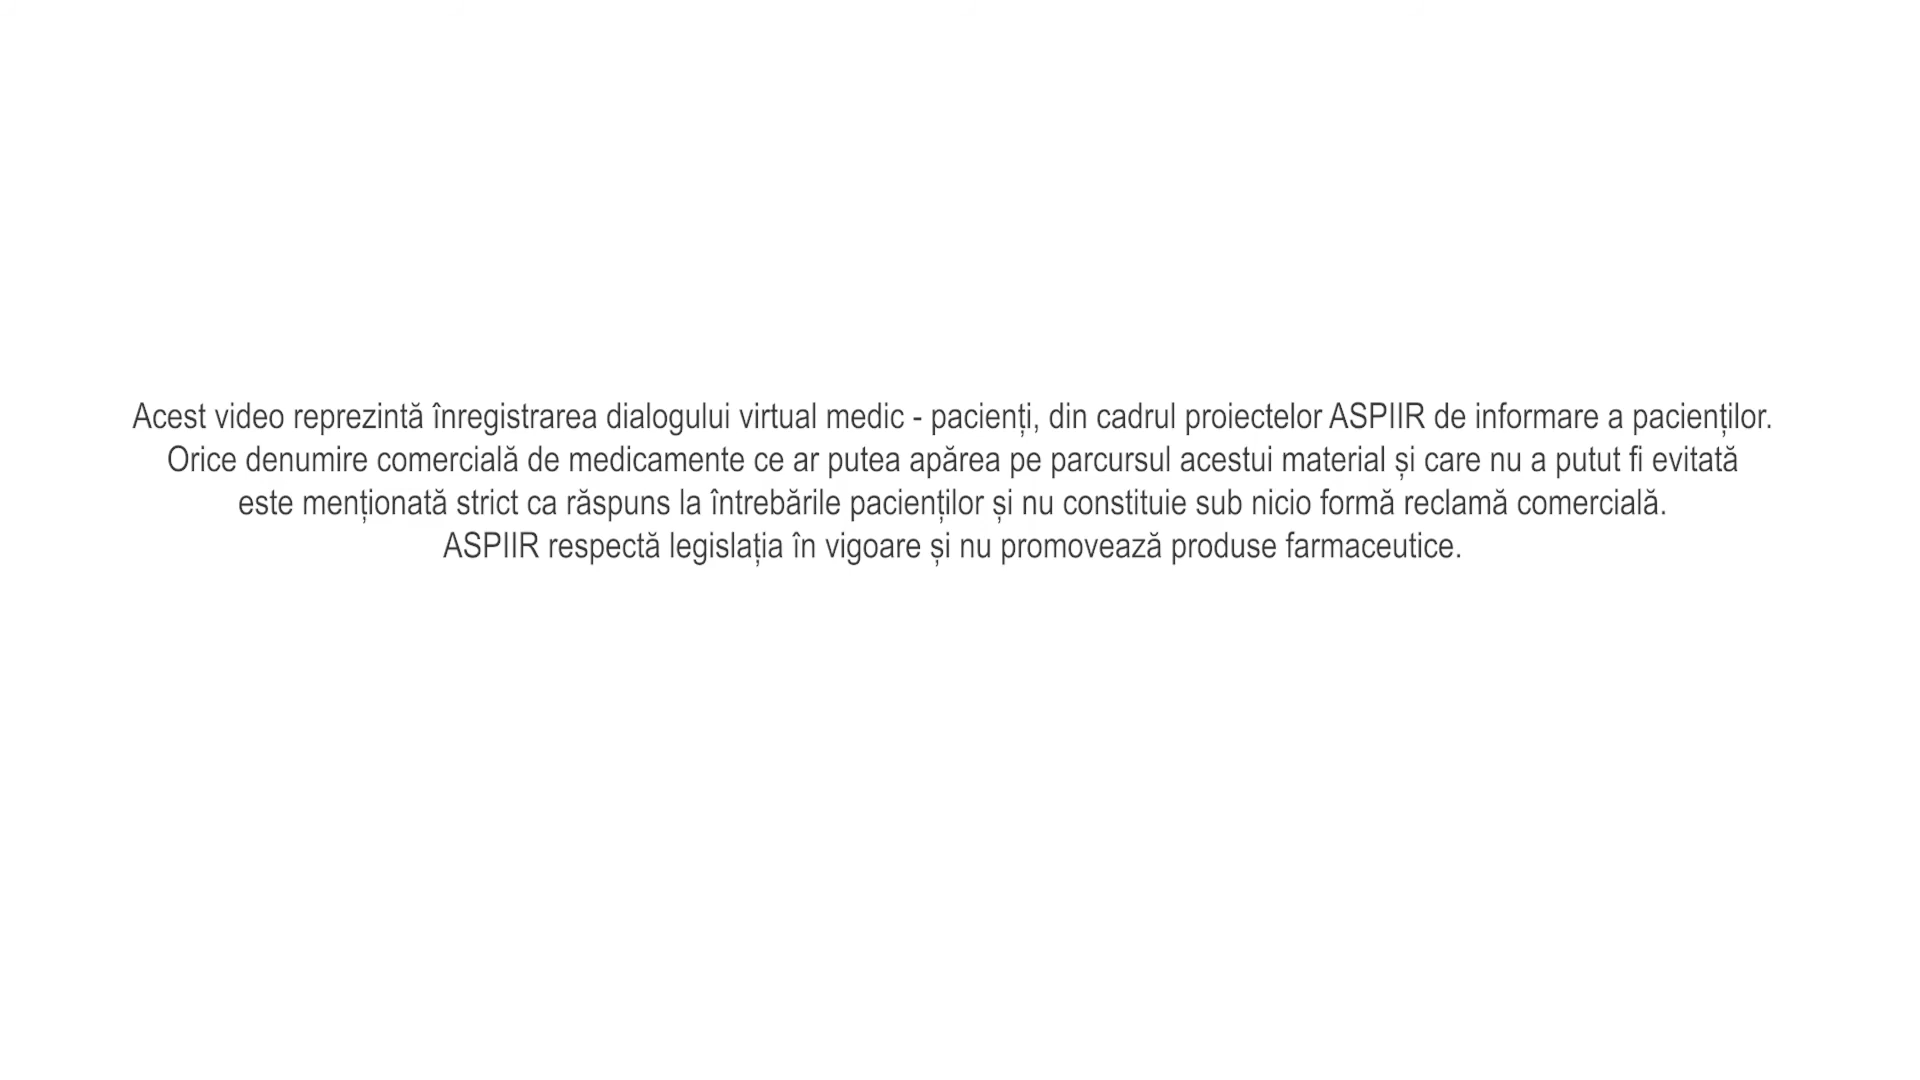 Acest video reprezintă înregistrarea dialogului virtual medic - pacienți, din cadrul proiectelor ASPIIR de informare a pacienților.
Orice denumire comercială de medicamente ce ar putea apărea pe parcursul acestui material și care nu a putut fi evitată
este menționată strict ca răspuns la întrebările pacienților și nu constituie sub nicio formă reclamă comercială.
ASPIIR respectă legislația în vigoare și nu promovează produse farmaceutice.